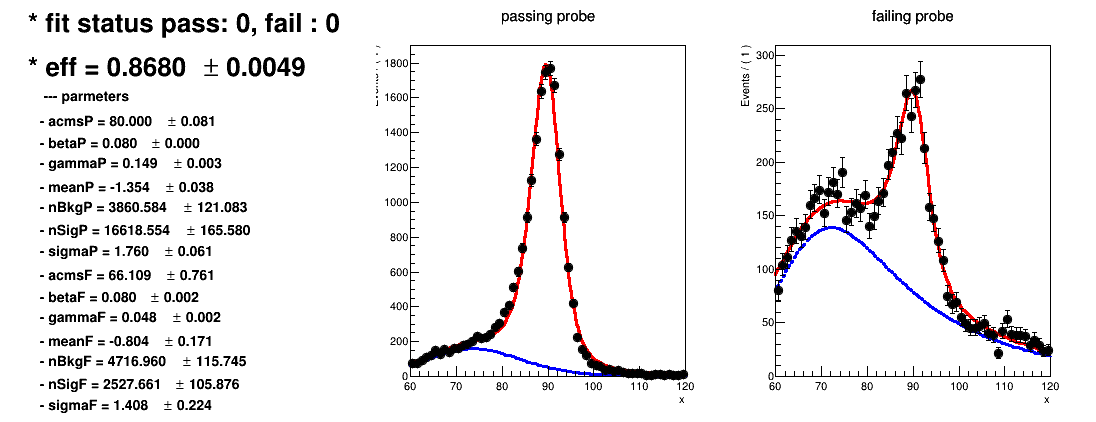 * fit status pass: 0, fail : 0
* eff = 0.8680 ± 0.0049
--- parmeters
- acmsP = 80.000 ± 0.081
- betaP = 0.080 ± 0.000
- gammaP = 0.149 ± 0.003
- meanP = -1.354 ± 0.038
- nBkgP = 3860.584 ± 121.083
- nSigP = 16618.554 ± 165.580
- sigmaP = 1.760 ± 0.061
- acmsF = 66.109 ± 0.761
- betaF = 0.080 ± 0.002
- gammaF = 0.048 ± 0.002
- meanF = -0.804 ± 0.171
- nBkgF = 4716.960 ± 115.745
- nSigF = 2527.661 ± 105.876
- sigmaF = 1.408 ± 0.224
passing probe
1800
1600
1400
1200
1000
800
600
400
200
0
60 70 80 90 100 110 120
x
failing probe
Events / ( 1 )
300
250
200
150
100
50
0
60 70 80 90 100 110 120
x